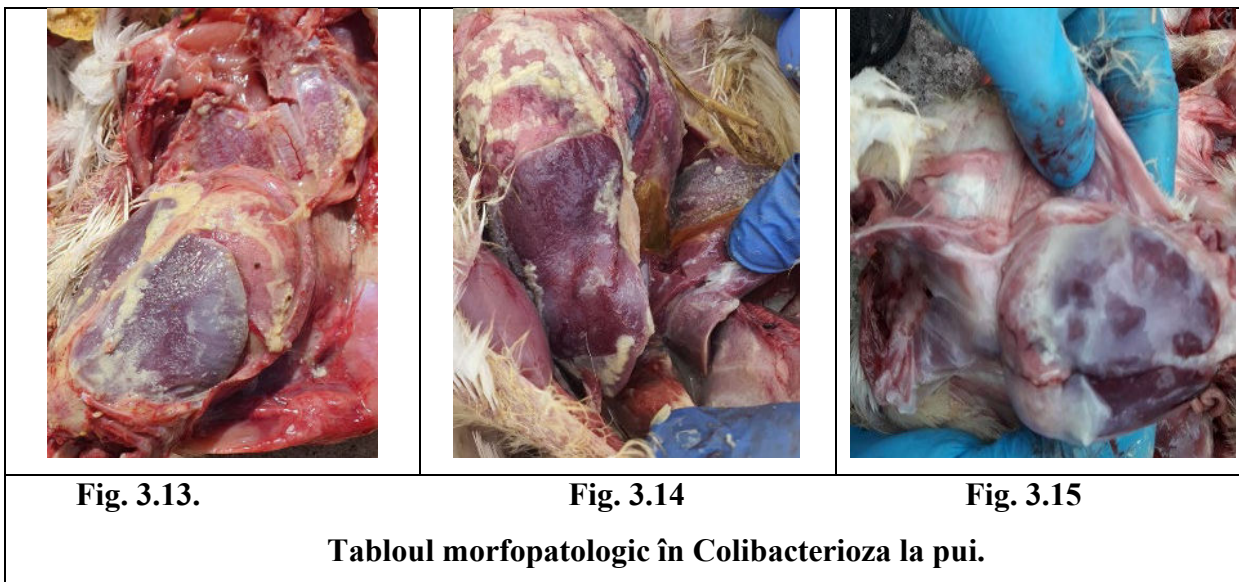 Fig. 3.13. Fig. 3.14 Fig. 3.15
Tabloul morfopatologic în Colibacterioza la pui.